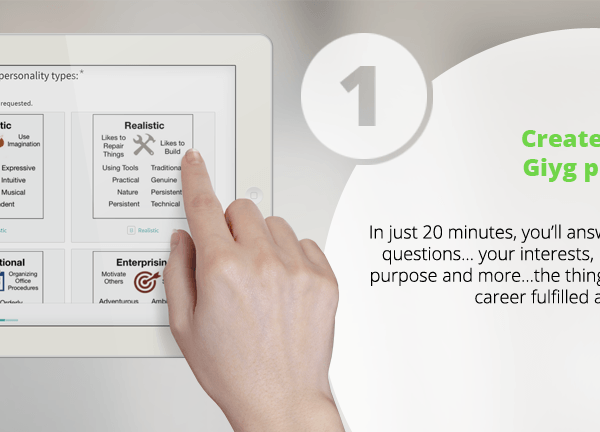 personality types:*
requested.
tic
Use
Imagination
Expressive
Intuitive
Musical
dent
tic
Realistic
Likes to
Repair
Things
Likes to
Build
Using Tools Traditional
Practical Genuine
Nature Persistent
Persistent Technical
Realistic
tional
Organizing
Office
Procedures
Orderly
Enterprising
Motivate
Others
Adventurous Amb
1
Create
Giyg p
In just 20 minutes, you'll answ
questions... your interests,
purpose and more...the thing
career fulfilled a